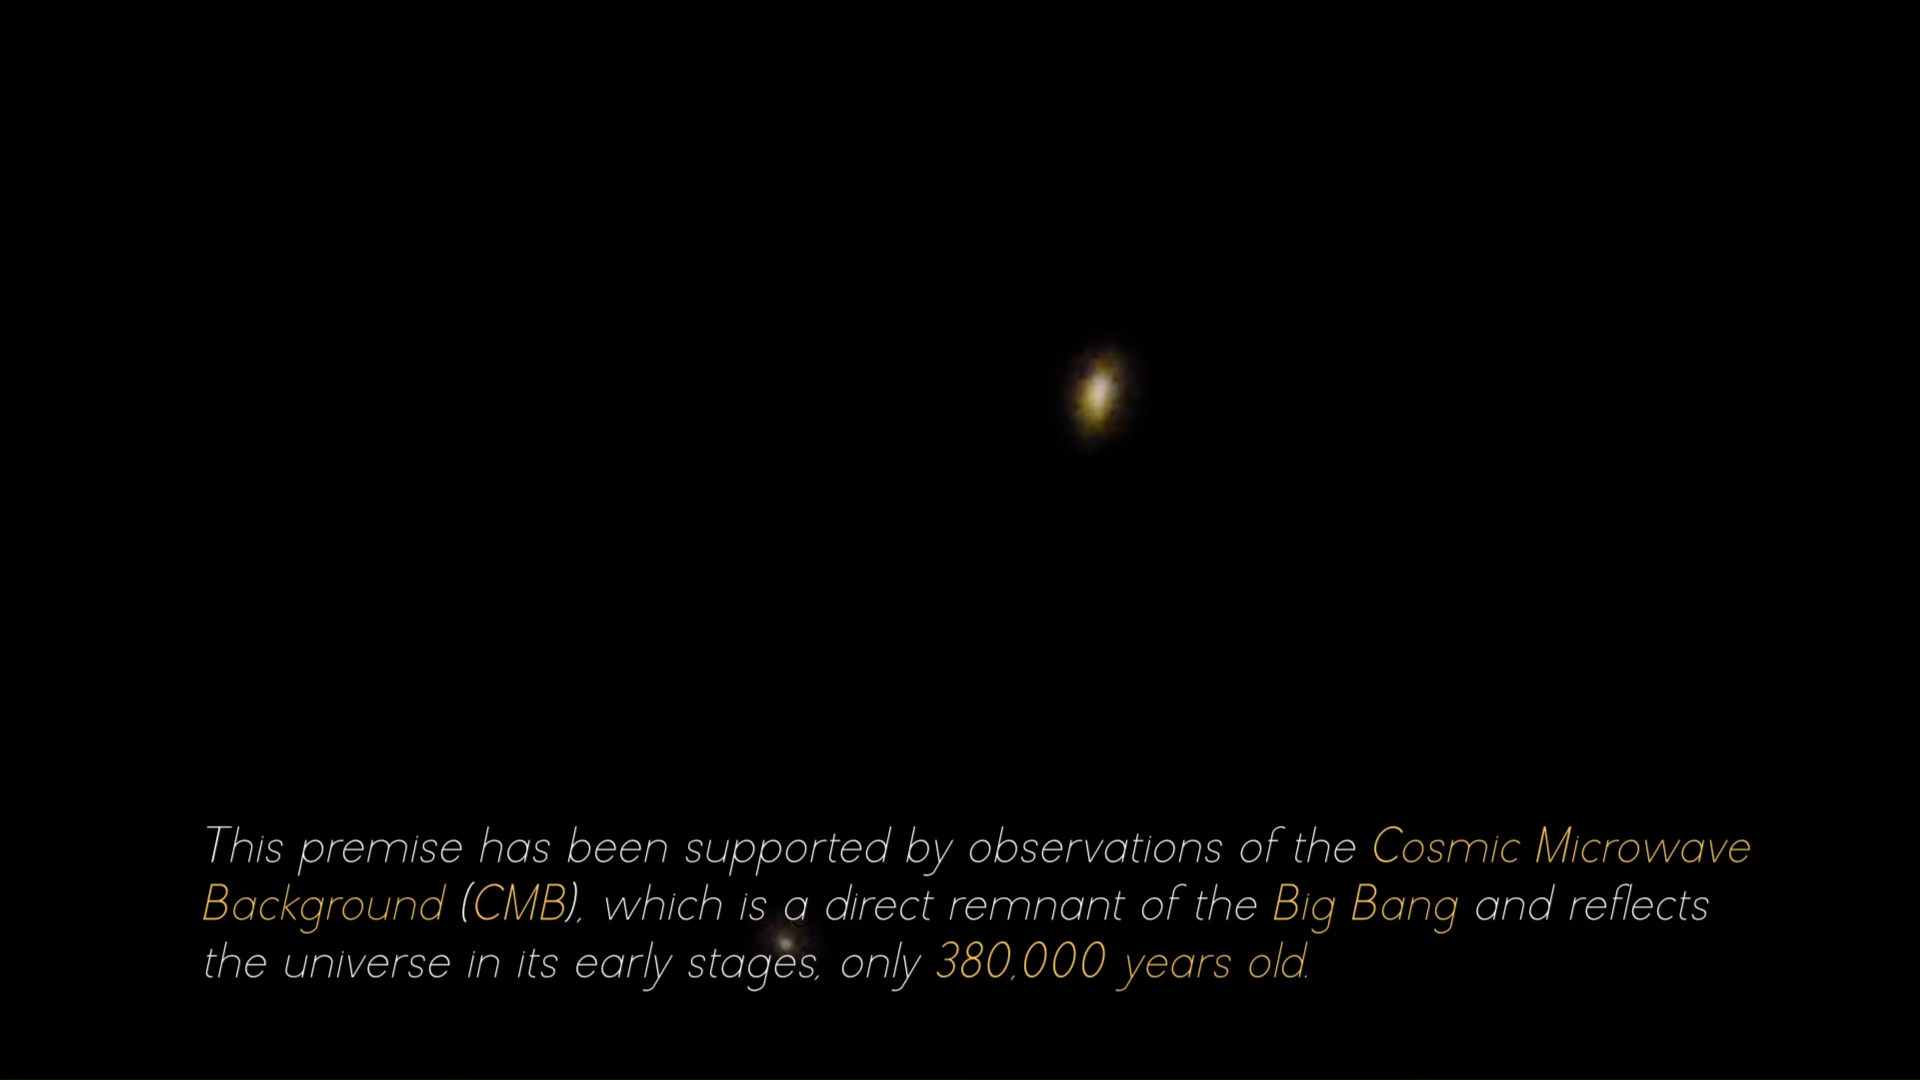 This premise has been supported by observations of the Cosmic Microwave
Background (CMB), which is a direct remnant of the Big Bang and reflects
the universe in its early stages, only 380,000 years old.